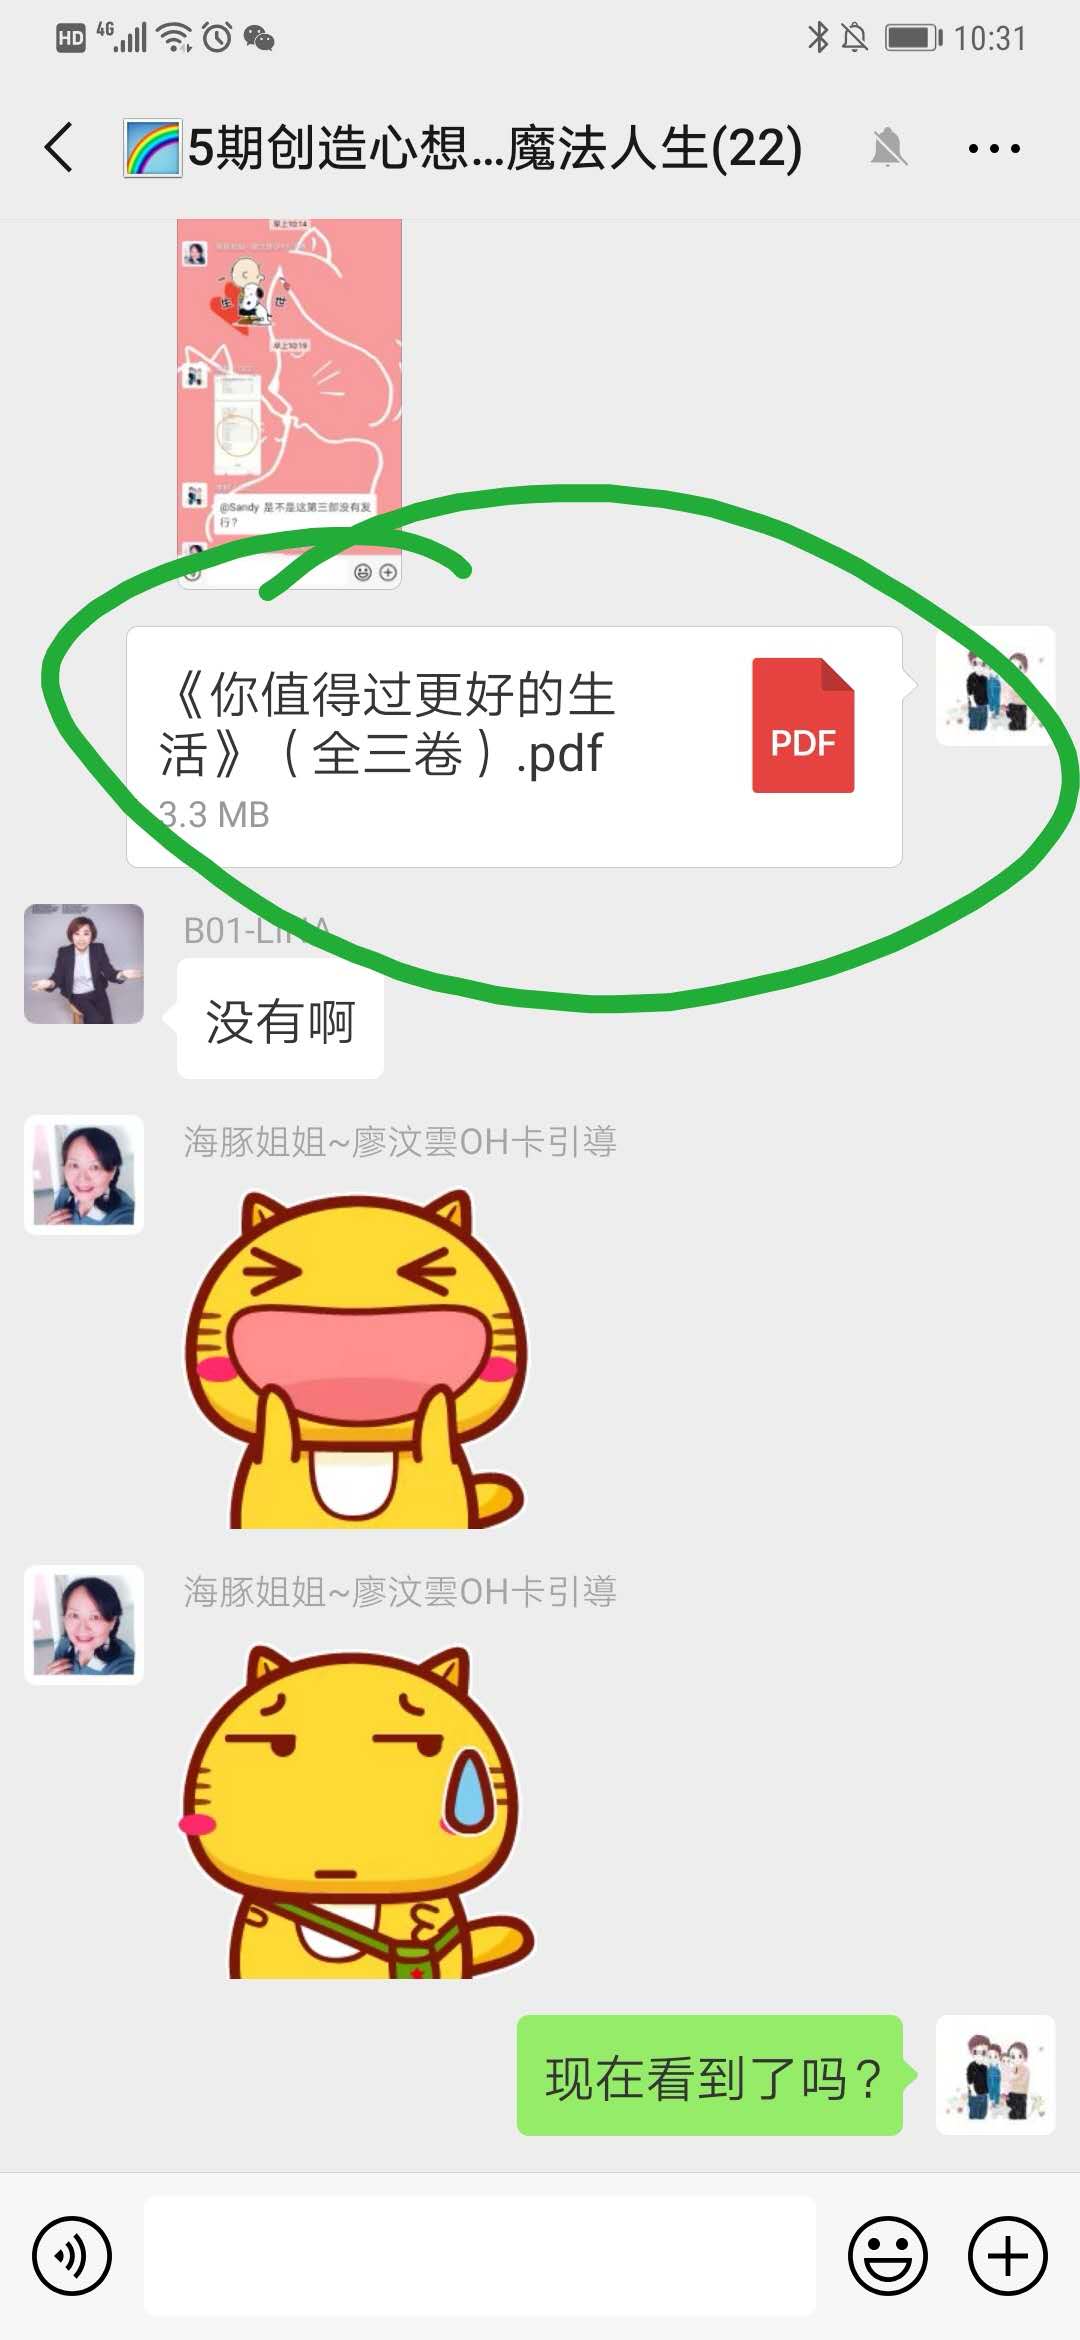 HD 4G 10:31
5期创造心想...魔法人生(22)
早上10:14
生 世
早上10:19
@Sandy 是不是这第三部没有发
行？
《你值得过更好的生
活》（全三卷）.pdf
3.3 MB
PDF
没有啊
海豚姐姐~廖汶雲OH卡引導
海豚姐姐~廖汶雲OH卡引導
现在看到了吗？